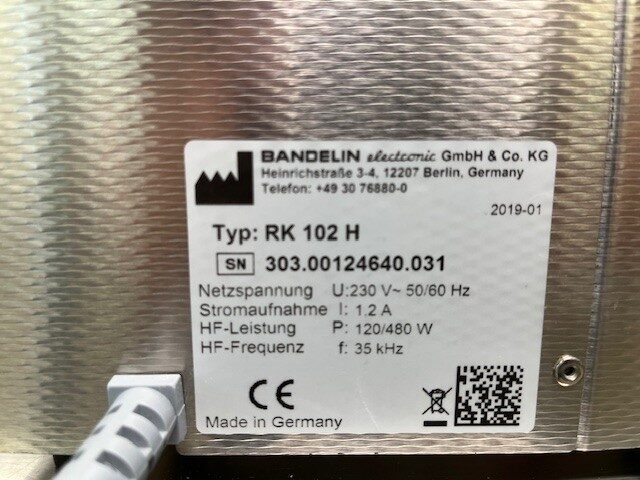 BANDELIN electronic GmbH & Co. KG
Heinrichstraße 3-4, 12207 Berlin, Germany
Telefon: +49 30 76880-0
2019-01
Typ: RK 102 H
SN 303.00124640.031
Netzspannung U: 230 V~ 50/60 Hz
Stromaufnahme I: 1.2 A
HF-Leistung P: 120/480 W
HF-Frequenz f: 35 kHz
CE
Made in Germany